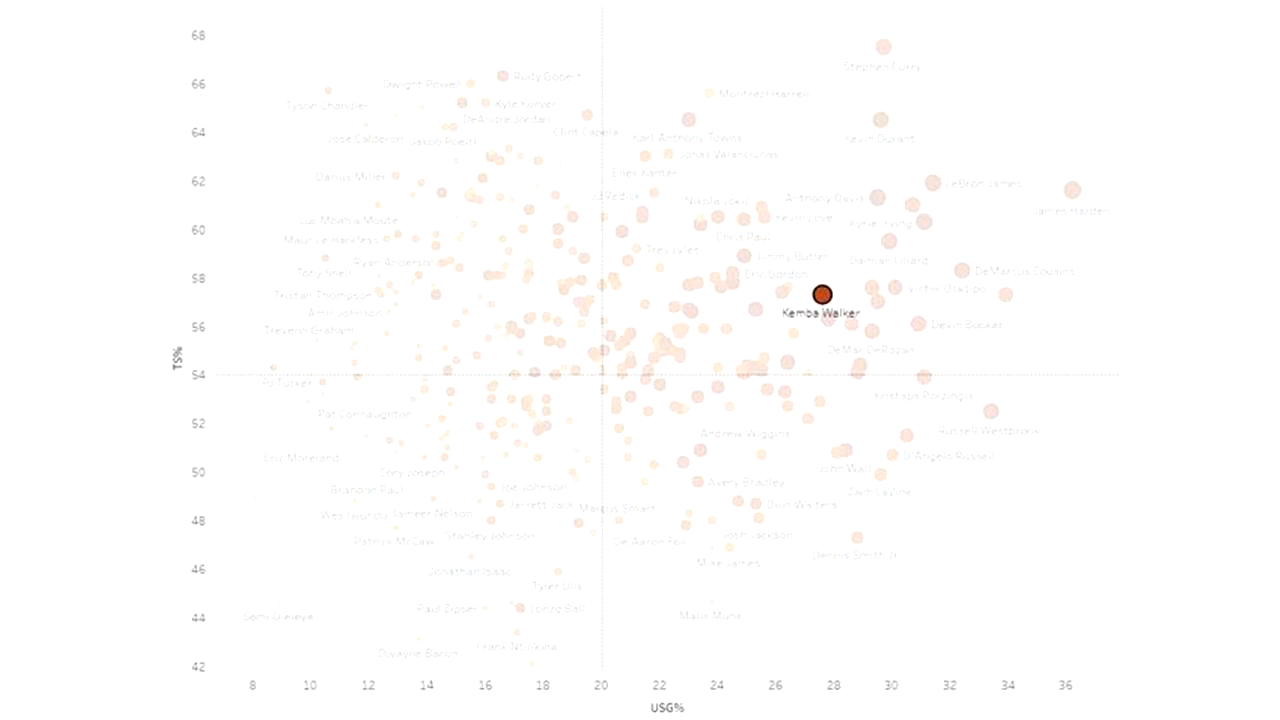 68
Stephen Curry
66
Dwight Powell
Rudy Gobert
Montrezl Harrell
Tyson Chandler
Kyle Korver
DeAndre Jordan
64
Jose Calderon
Jakob Poeltl
Clint Capela
Karl-Anthony Towns
Kevin Durant
Jonas Valanciunas
62
Darius Miller
Enes Kanter
LeBron James
JJ Redick
Nikola Jokic
Anthony Davis
James Harden
60
Luc Mbah a Moute
Kevin Love
Kyrie Irving
Maurice Harkless
Chris Paul
Trey Lyles
Ryan Anderson
Jimmy Butler
Damian Lillard
58
Tony Snell
Eric Gordon
DeMarcus Cousins
Tristan Thompson
Victor Oladipo
Amir Johnson
Kemba Walker
56
Treveon Graham
Devin Booker
DeMar DeRozan
TS%
54
PJ Tucker
Kristaps Porzingis
52
Pat Connaughton
Andrew Wiggins
Russell Westbrook
50
Eric Moreland
D'Angelo Russell
Cory Joseph
John Wall
Brandon Paul
Joe Johnson
Avery Bradley
Zach LaVine
48
Wes Iwundu
Jameer Nelson
Jarrett Jack
Marcus Smart
Dion Waiters
Patrick McCaw
Stanley Johnson
De'Aaron Fox
Josh Jackson
46
Jonathan Isaac
Mike James
Dennis Smith Jr.
Tyler Ulis
44
Semi Ojeleye
Paul Zipser
Lonzo Ball
Malik Monk
42
Dwayne Bacon
Frank Ntilikina
8 10 12 14 16 18 20 22 24 26 28 30 32 34 36
USG%